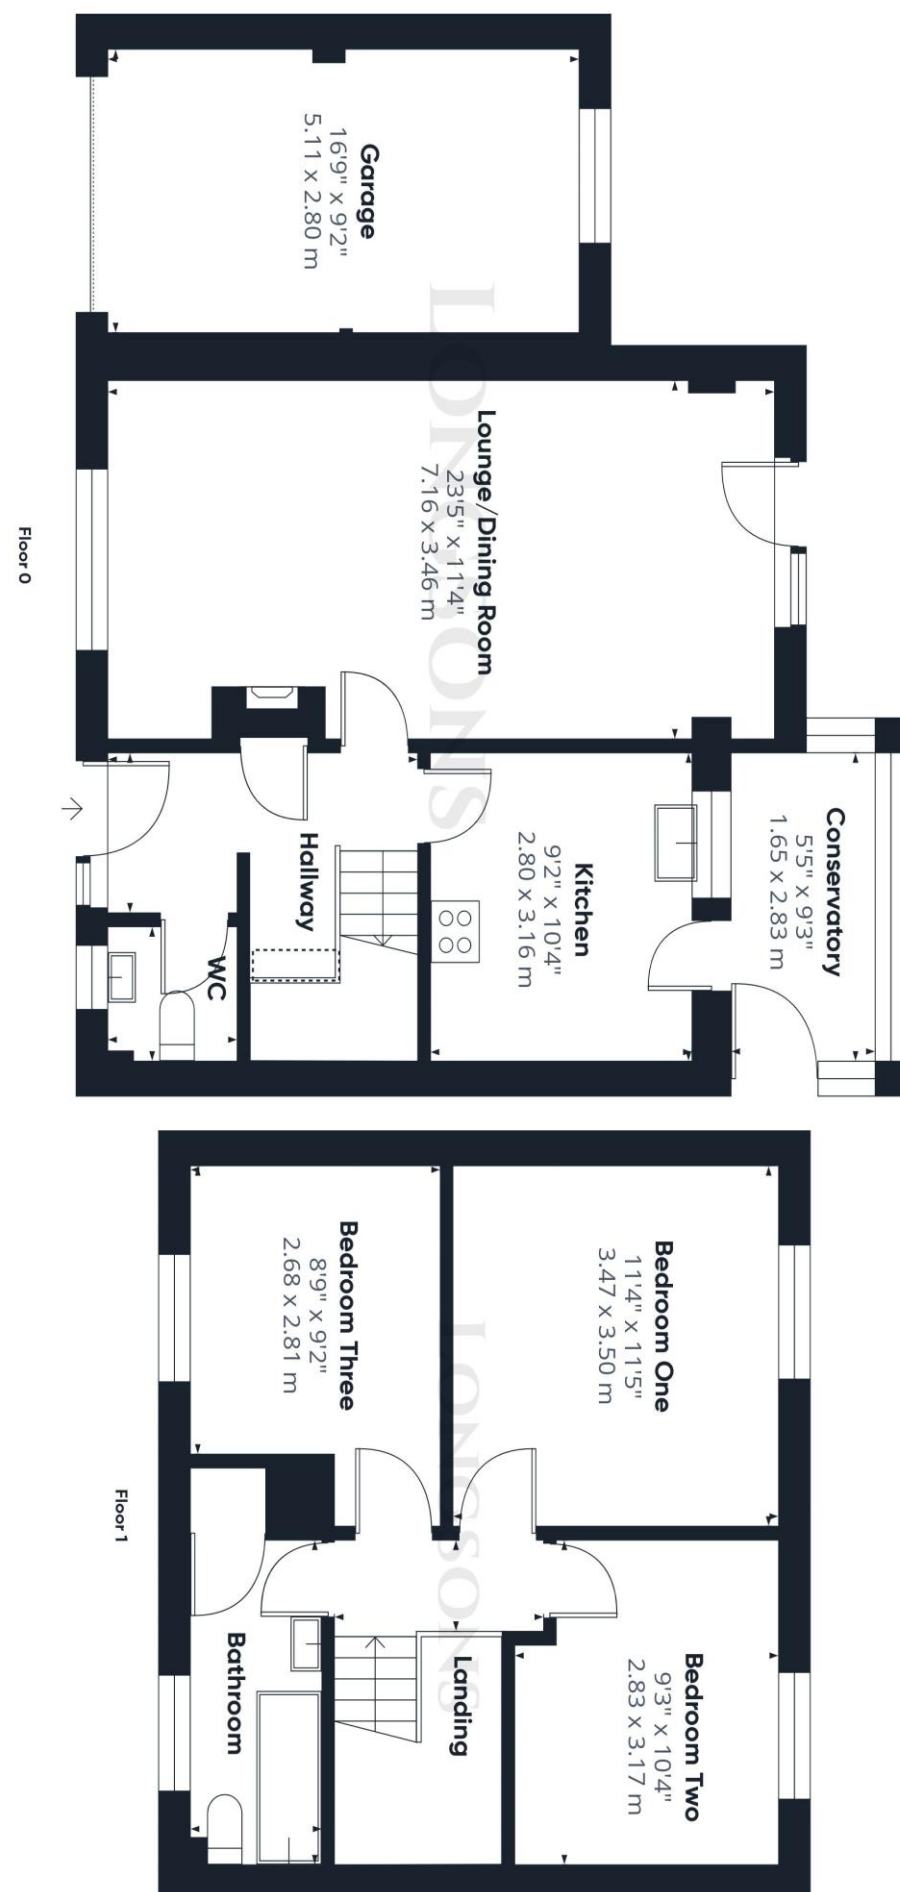 Garage
16'9" x 9'2"
5.11 x 2.80 m
LONGSONS
Lounge/Dining Room
23'5" x 11'4"
7.16 x 3.46 m
Conservatory
5'5" x 9'3"
1.65 x 2.83 m
Kitchen
9'2" x 10'4"
2.80 x 3.16 m
Hallway
WC
Floor 0
Bedroom One
11'4" x 11'5"
3.47 x 3.50 m
Bedroom Three
8'9" x 9'2"
2.68 x 2.81 m
LONGSONS
Bedroom Two
9'3" x 10'4"
2.83 x 3.17 m
Landing
Bathroom
Floor 1